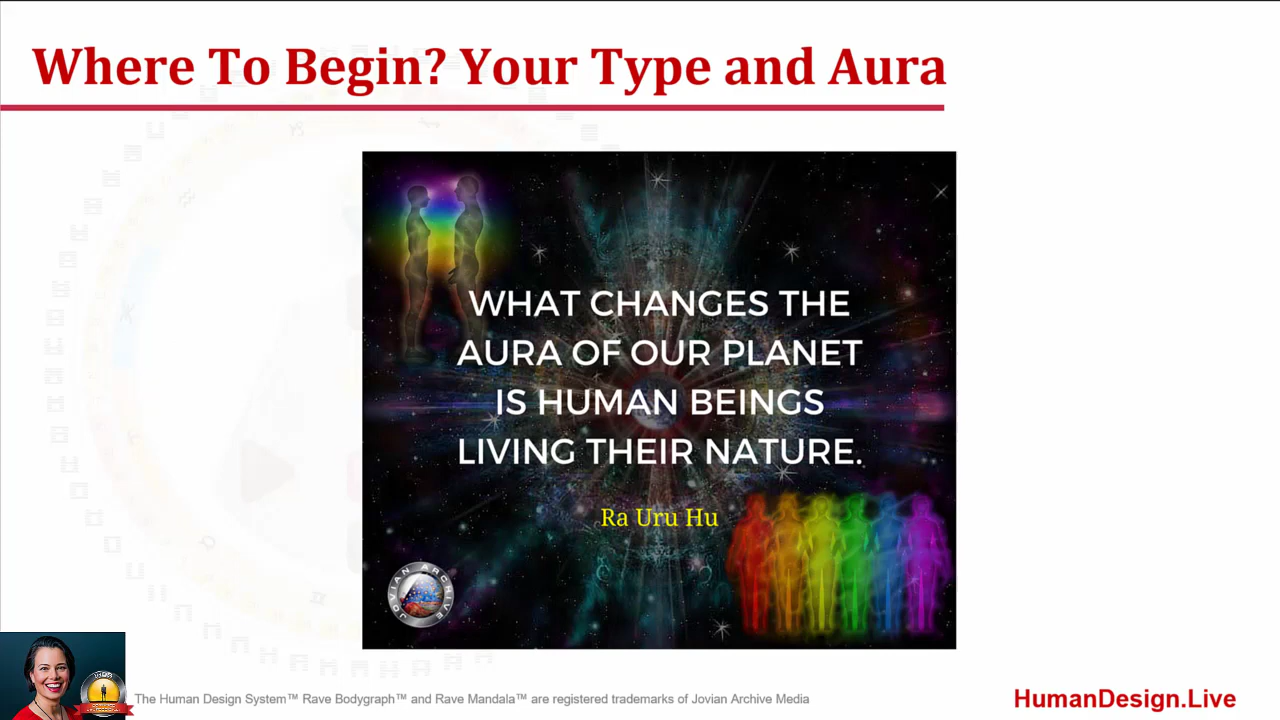 Where To Begin? Your Type and Aura
WHAT CHANGES THE
AURA OF OUR PLANET
IS HUMAN BEINGS
LIVING THEIR NATURE.
Ra Uru Hu
JOVIAN ARCHIVE
The Human Design System™ Rave Bodygraph™ and Rave Mandala™ are registered trademarks of Jovian Archive Media
HumanDesign.Live